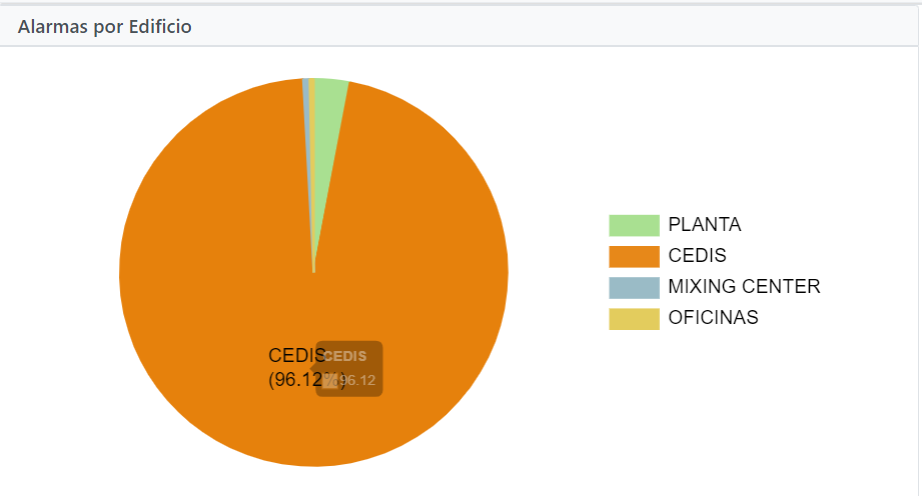 Alarmas por Edificio
PLANTA
CEDIS
MIXING CENTER
OFICINAS
CEDIS
(96.12%)
CEDIS
96.12